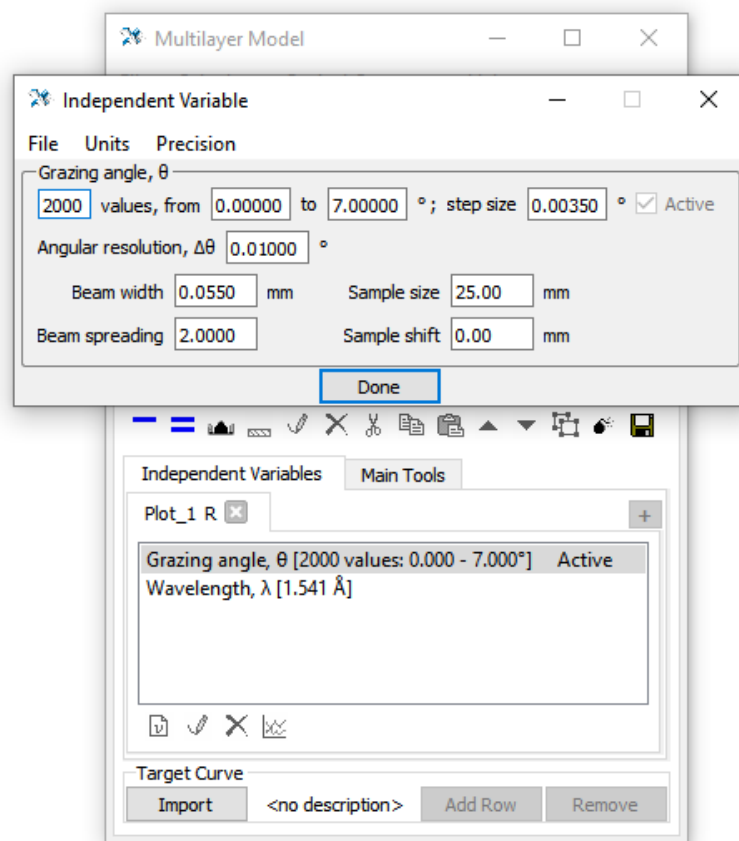 Multilayer Model
Independent Variable
File Units Precision
Grazing angle, θ
2000 values, from 0.00000 to 7.00000 °; step size 0.00350 ° Active
Angular resolution, Δθ 0.01000 °
Beam width 0.0550 mm Sample size 25.00 mm
Beam spreading 2.0000 Sample shift 0.00 mm
Done
Independent Variables Main Tools
Plot_1 R
Grazing angle, θ [2000 values: 0.000 - 7.000°] Active
Wavelength, λ [1.541 Å]
Target Curve
Import <no description> Add Row Remove